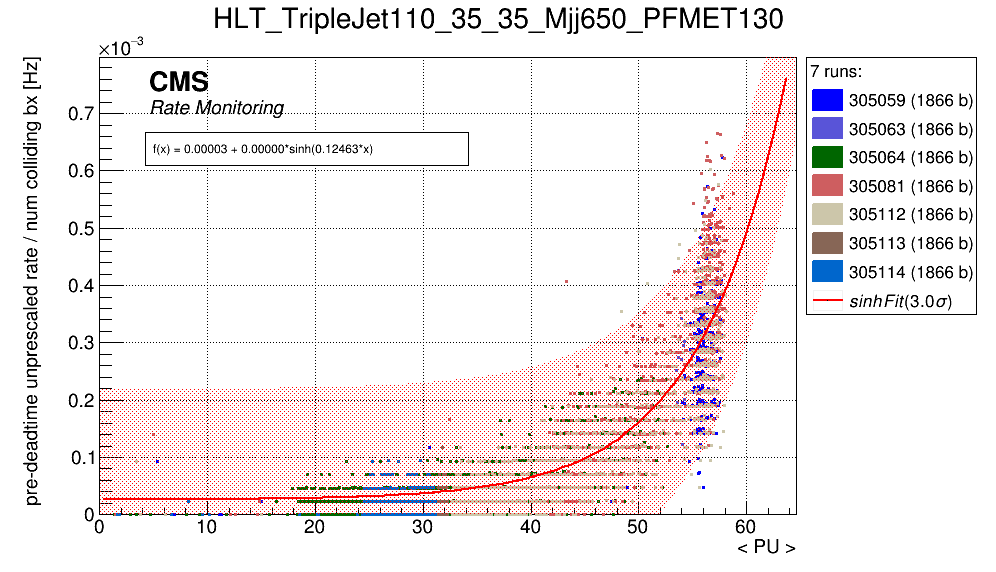 HLT_TripleJet110_35_35_Mjj650_PFMET130
×10⁻³
pre-deadtime unprescaled rate / num colliding bx [Hz]
CMS
Rate Monitoring
f(x) = 0.00003 + 0.00000*sinh(0.12463*x)
0.7
0.6
0.5
0.4
0.3
0.2
0.1
0
0 10 20 30 40 50 60
< PU >
7 runs:
305059 (1866 b)
305063 (1866 b)
305064 (1866 b)
305081 (1866 b)
305112 (1866 b)
305113 (1866 b)
305114 (1866 b)
sinhFit(3.0σ)